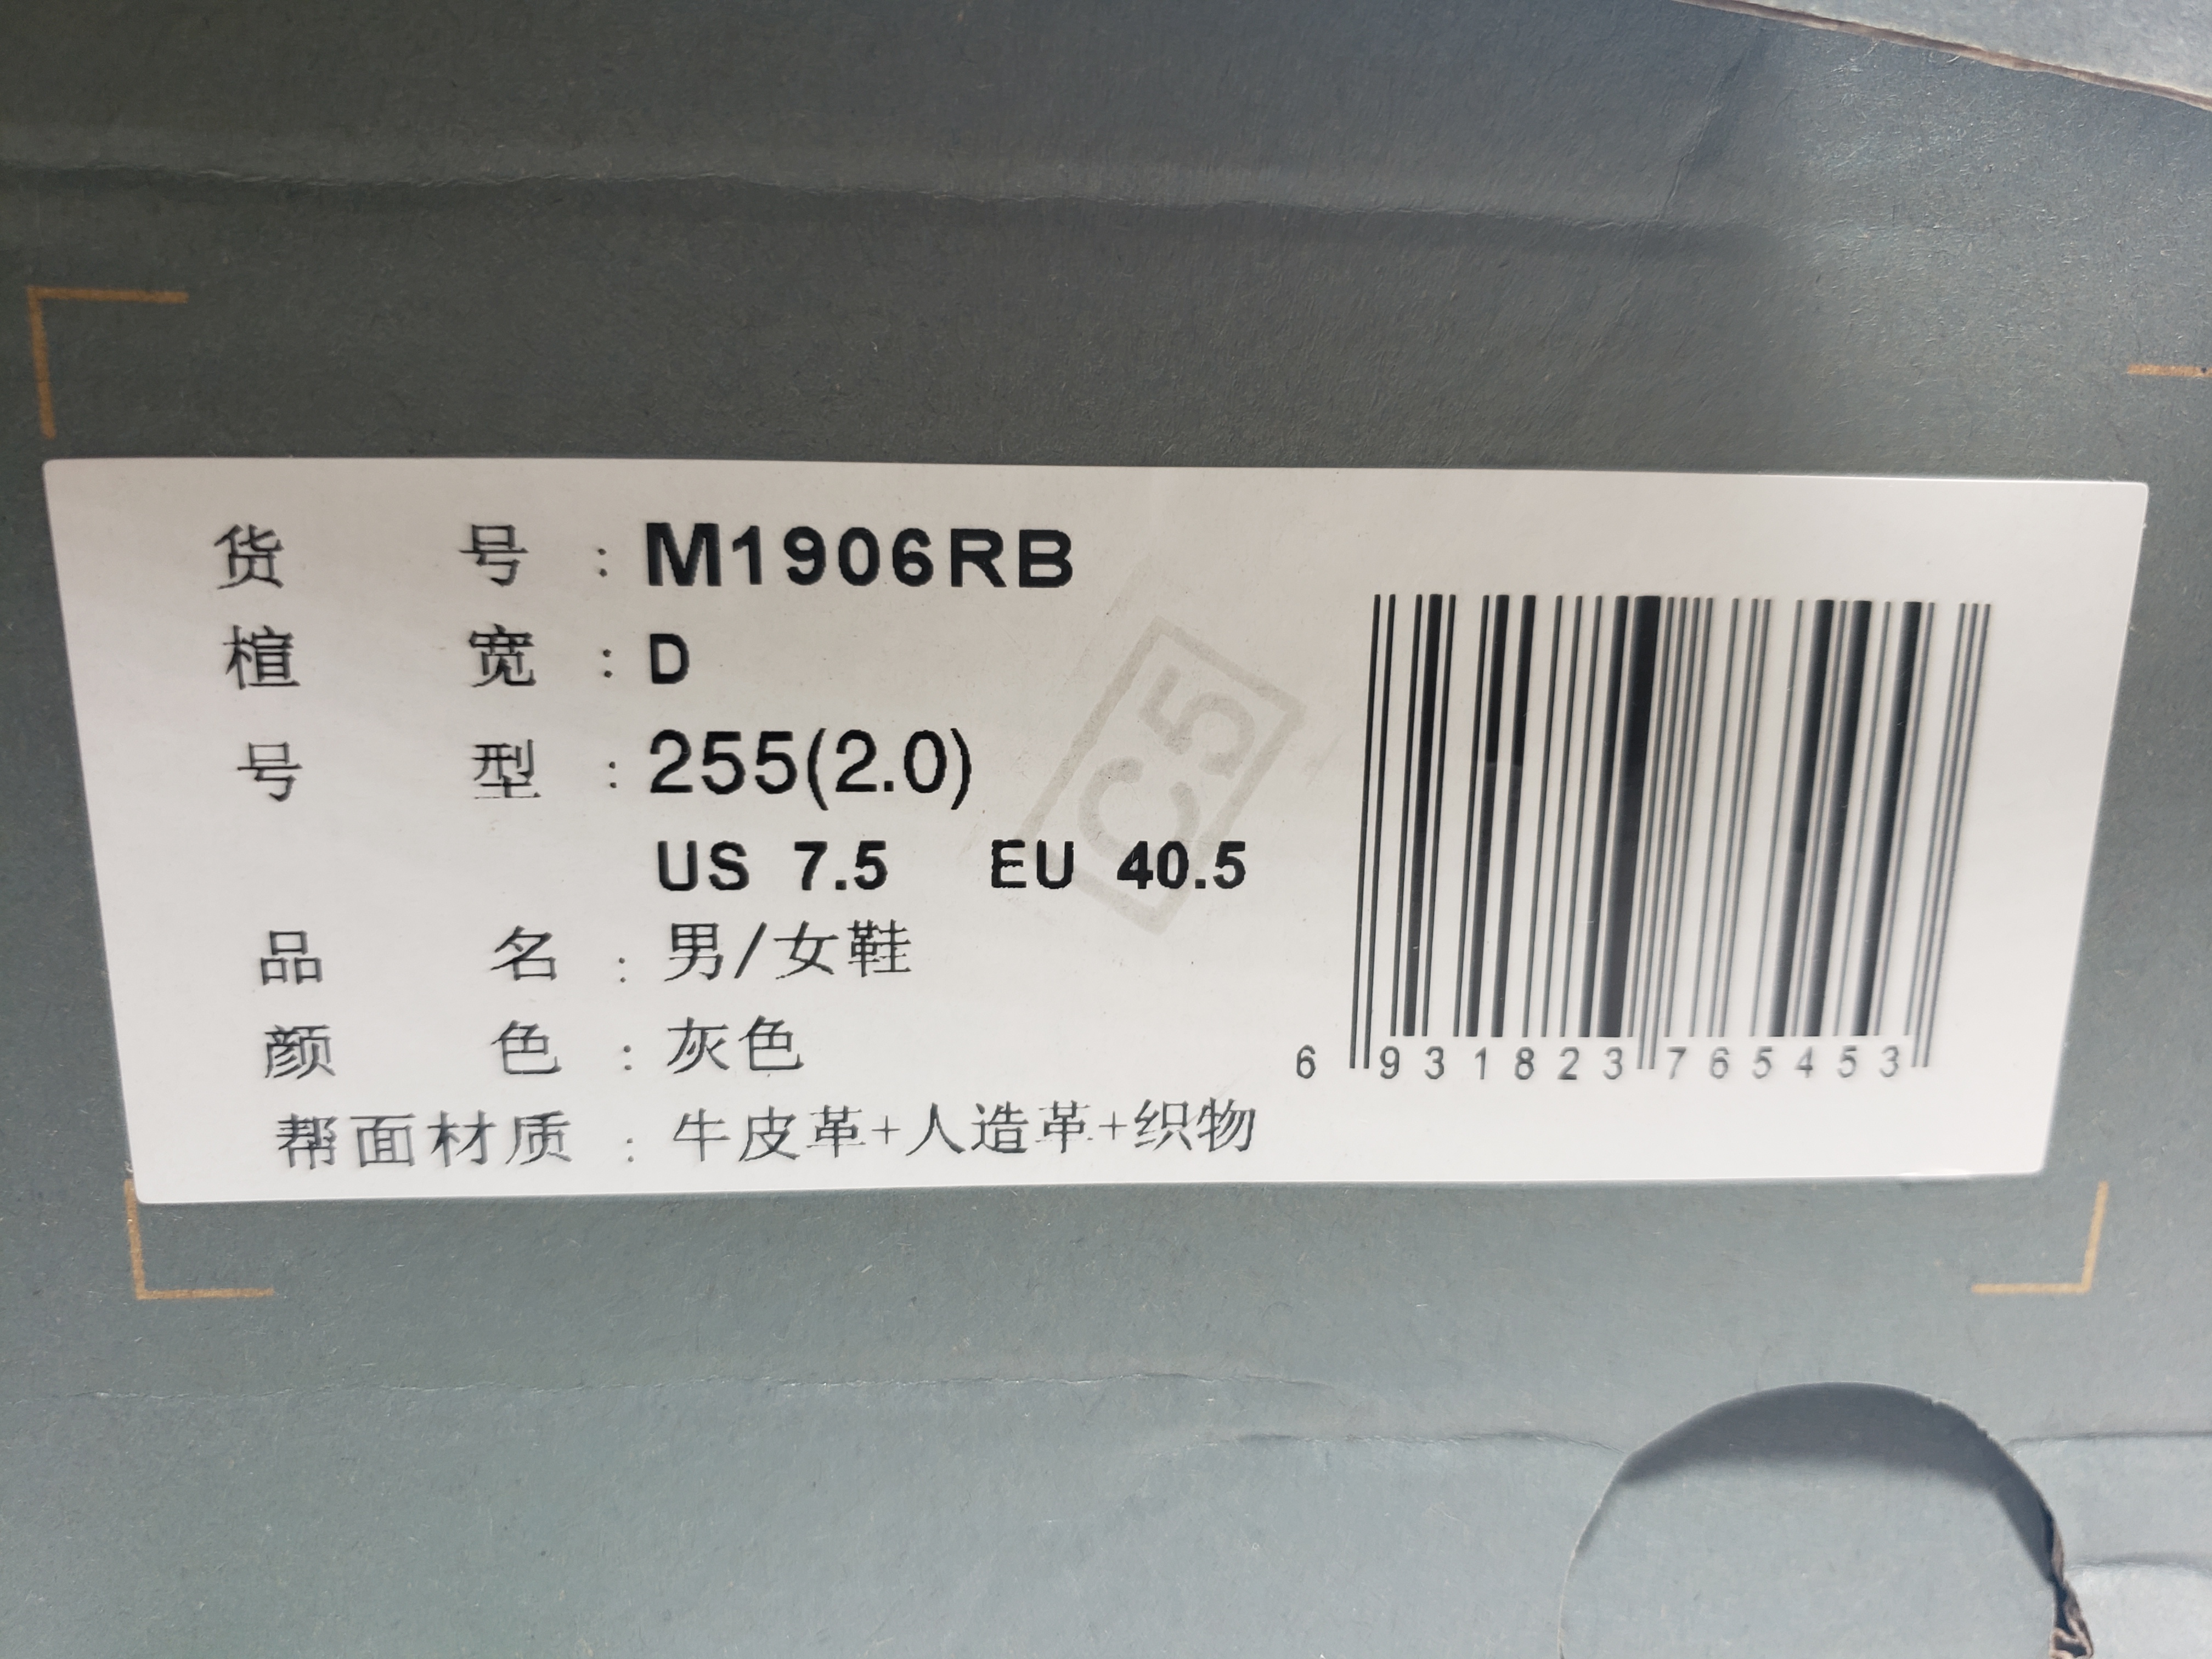 货号：M1906RB
楦宽：D
号型：255(2.0)
US 7.5 EU 40.5
品名：男/女鞋
颜色：灰色
帮面材质：牛皮革+人造革+织物
C5
6 931823 765453